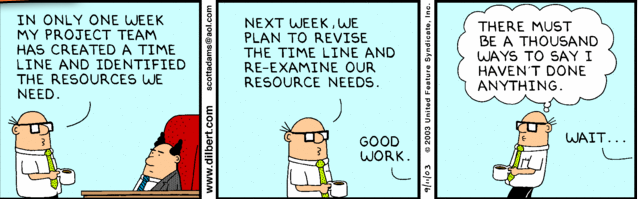 IN ONLY ONE WEEK
MY PROJECT TEAM
HAS CREATED A TIME
LINE AND IDENTIFIED
THE RESOURCES WE
NEED.
www.dilbert.com
scottadams@aol.com
NEXT WEEK, WE
PLAN TO REVISE
THE TIME LINE AND
RE-EXAMINE OUR
RESOURCE NEEDS.
GOOD
WORK.
9/11/03 © 2003 United Feature Syndicate, Inc.
THERE MUST
BE A THOUSAND
WAYS TO SAY I
HAVEN'T DONE
ANYTHING.
WAIT...